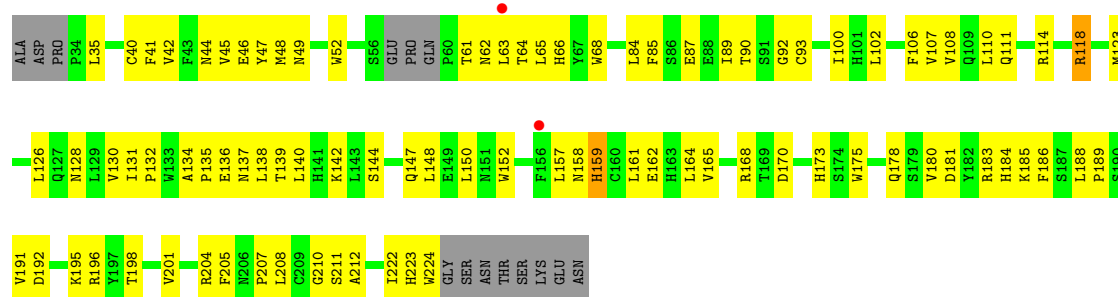 ALA ASP PRO P34 L35 C40 F41 V42 F43 N44 V45 E46 Y47 M48 N49 W52 S56 GLU PRO GLN P60 T61 N62 L63 T64 L65 H66 Y67 W68 L84 F85 S86 E87 E88 I89 T90 S91 G92 C93 I100 H101 L102 F106 V107 V108 Q109 L110 Q111 R114 R118 M123
L126 Q127 N128 L129 V130 I131 P132 W133 A134 P135 E136 N137 L138 T139 L140 H141 K142 L143 S144 Q147 L148 E149 L150 N151 W152 F156 L157 N158 H159 C160 L161 E162 H163 L164 V165 R168 T169 D170 H173 S174 W175 Q178 S179 V180 D181 Y182 R183 H184 K185 F186 S187 L188 P189 S190
V191 D192 K195 R196 Y197 T198 V201 R204 F205 N206 P207 L208 C209 G210 S211 A212 I222 H223 W224 GLY SER ASN THR SER LYS GLU ASN